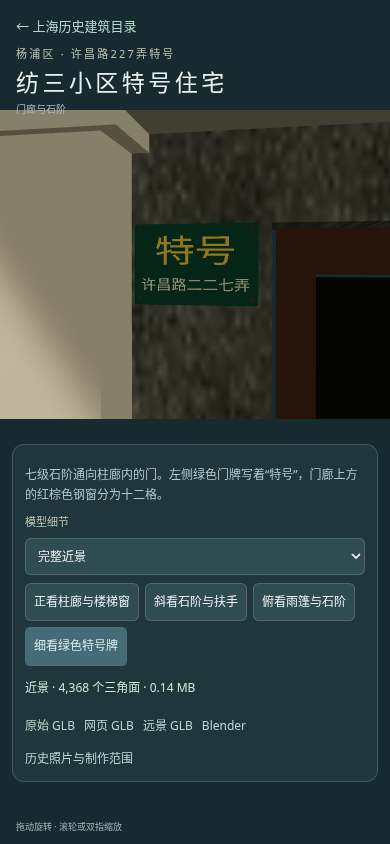 ← 上海历史建筑目录
杨浦区 · 许昌路227弄特号
纺三小区特号住宅
门廊与石阶
特号
许昌路二二七弄
七级石阶通向柱廊内的门。左侧绿色门牌写着“特号”，门廊上方
的红棕色钢窗分为十二格。
模型细节
完整近景
正看柱廊与楼梯窗 斜看石阶与扶手 俯看雨篷与石阶
细看绿色特号牌
近景 · 4,368 个三角面 · 0.14 MB
原始 GLB 网页 GLB 远景 GLB Blender
历史照片与制作范围
拖动旋转 · 滚轮或双指缩放